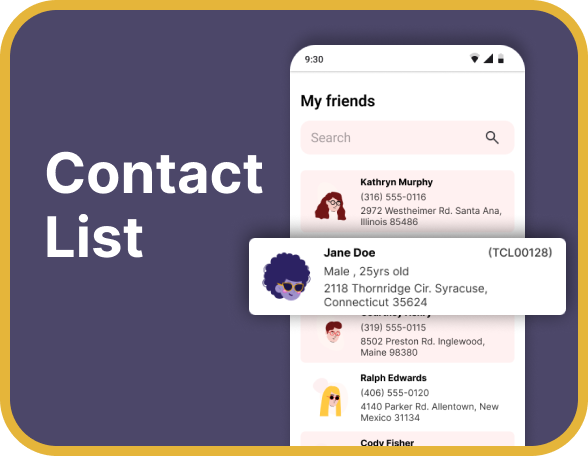 Contact
List
9:30
My friends
Search
Kathryn Murphy
(316) 555-0116
2972 Westheimer Rd. Santa Ana,
Illinois 85486
Jane Doe (TCL00128)
Male , 25yrs old
2118 Thornridge Cir. Syracuse,
Connecticut 35624
Courtney Henry
(319) 555-0115
8502 Preston Rd. Inglewood,
Maine 98380
Ralph Edwards
(406) 555-0120
4140 Parker Rd. Allentown, New
Mexico 31134
Cody Fisher